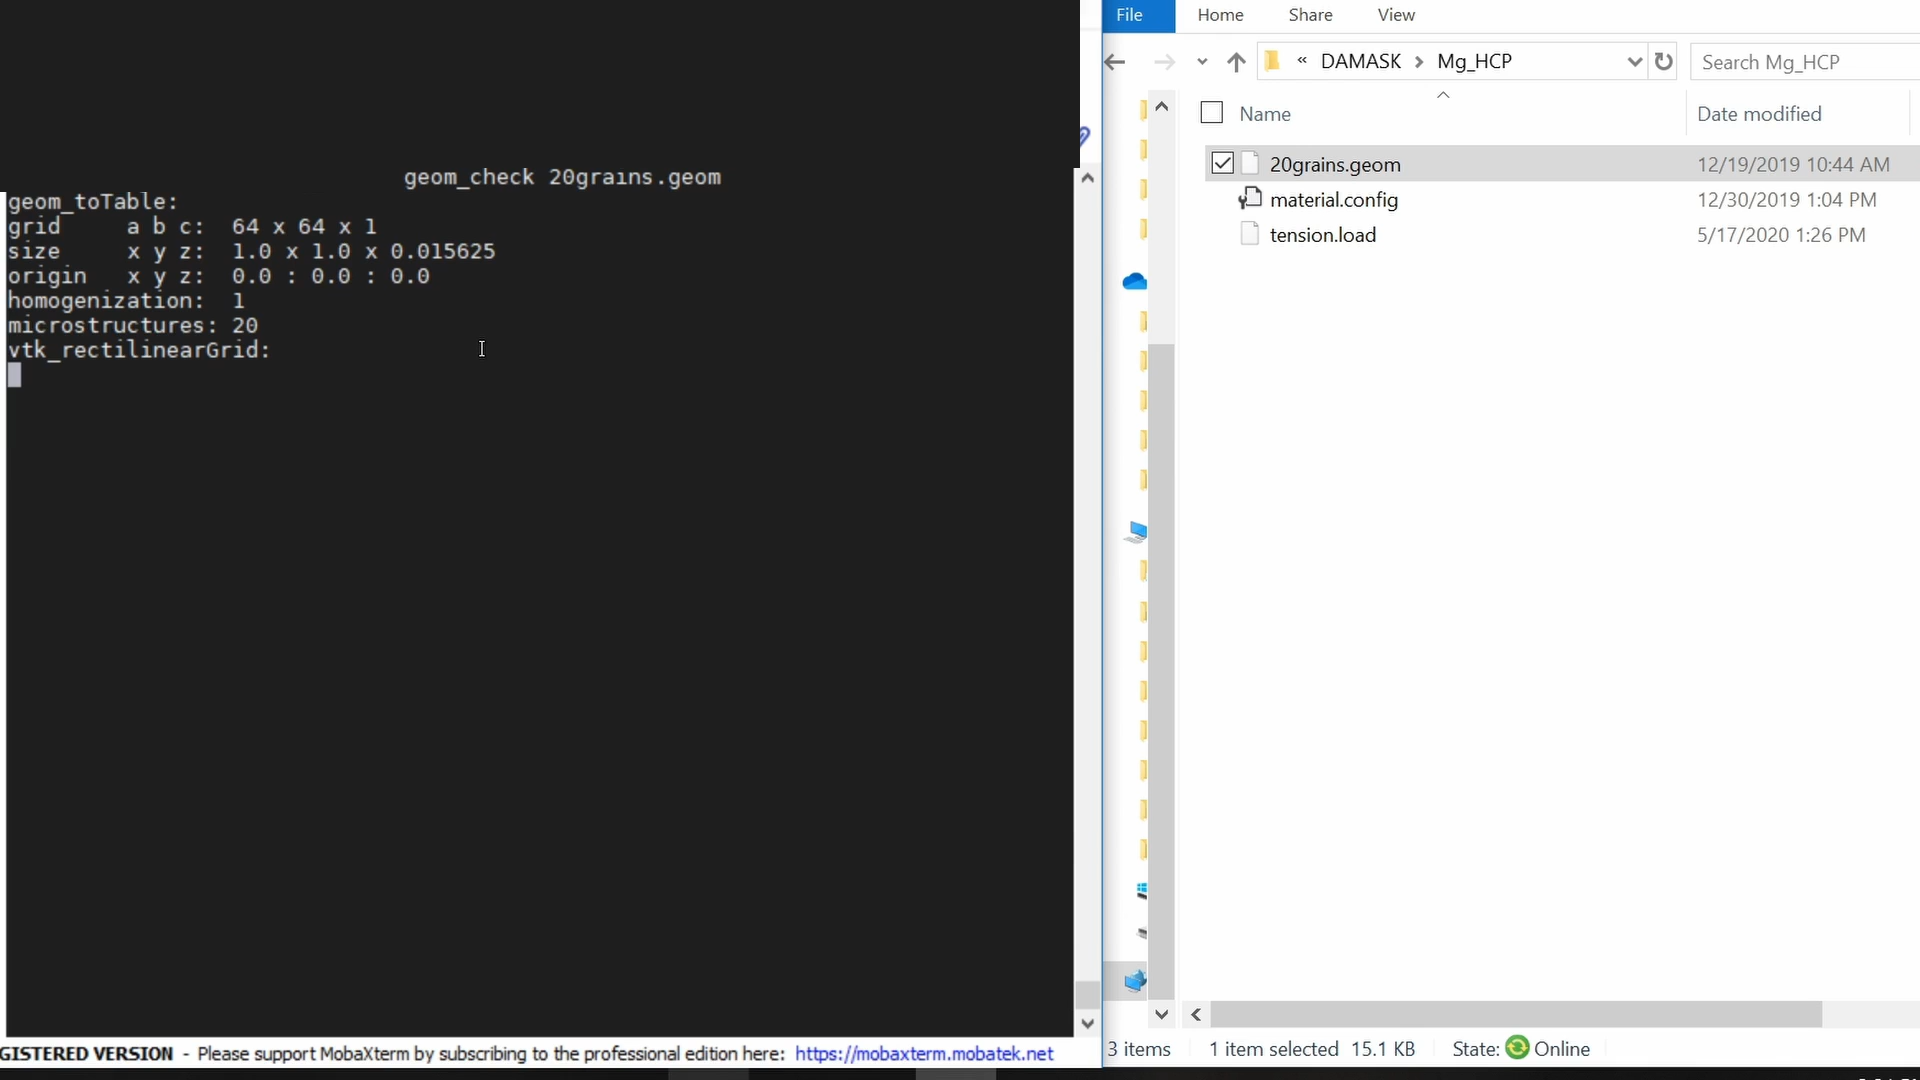 geom_check 20grains.geom
geom_toTable:
grid     a b c:  64 x 64 x 1
size     x y z:  1.0 x 1.0 x 0.015625
origin   x y z:  0.0 : 0.0 : 0.0
homogenization:  1
microstructures: 20
vtk_rectilinearGrid:
GISTERED VERSION - Please support MobaXterm by subscribing to the professional edition here: https://mobaxterm.mobatek.net
File Home Share View
« DAMASK > Mg_HCP Search Mg_HCP
Name Date modified
20grains.geom 12/19/2019 10:44 AM
material.config 12/30/2019 1:04 PM
tension.load 5/17/2020 1:26 PM
3 items 1 item selected 15.1 KB State: Online